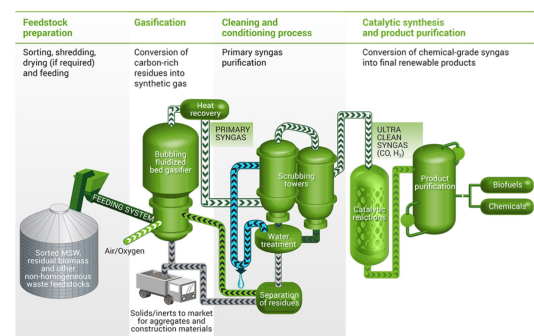 Feedstock
preparation
Gasification
Cleaning and
conditioning process
Catalytic synthesis
and product purification
Sorting, shredding,
drying (if required)
and feeding
Conversion of
carbon-rich
residues into
synthetic gas
Primary syngas
purification
Conversion of chemical-grade syngas
into final renewable products
Heat
recovery
PRIMARY
SYNGAS
ULTRA
CLEAN
SYNGAS
(CO, H₂)
Bubbling
fluidized
bed gasifier
Scrubbing
towers
Product
purification
Biofuels
Chemicals
FEEDING SYSTEM
Catalytic
reactions
Water
treatment
Air/Oxygen
Sorted MSW,
residual biomass
and other
non-homogeneous
waste feedstocks
Separation
of residues
Solids/inerts to market
for aggregates and
construction materials